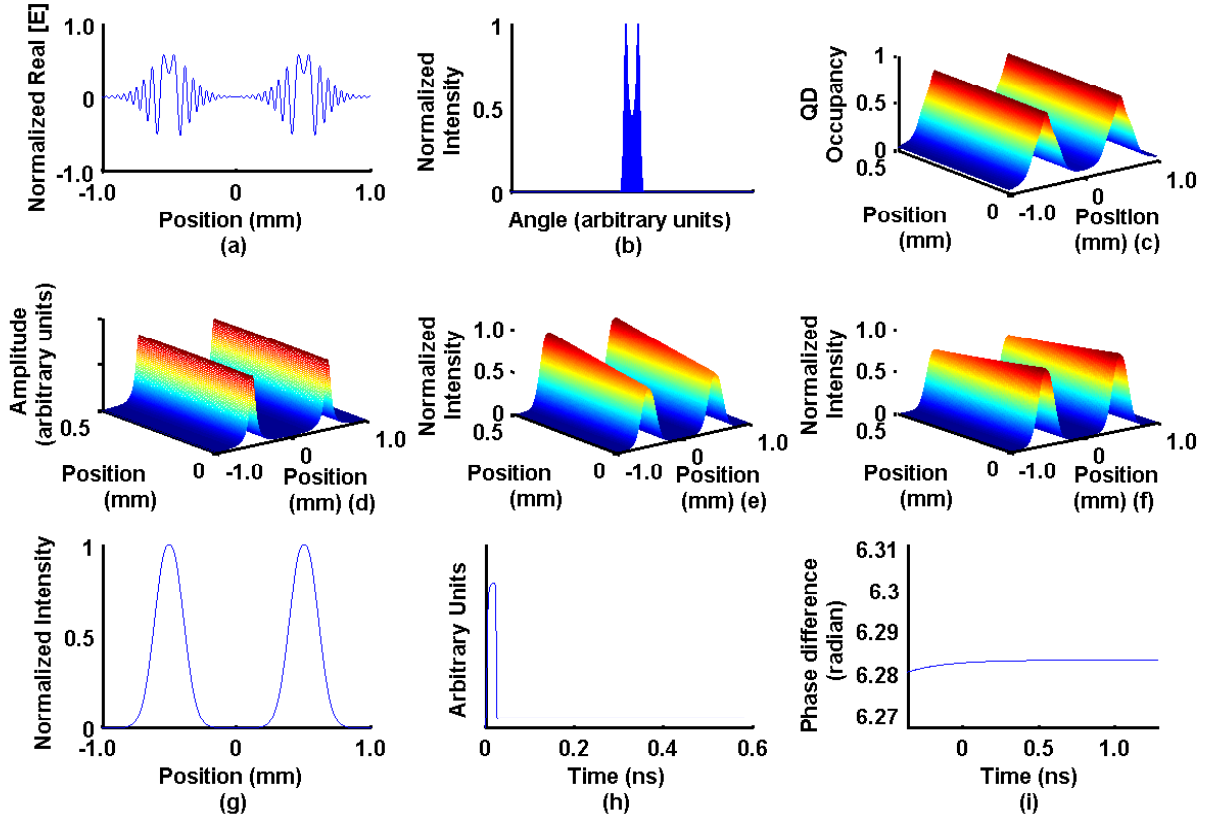 Normalized Real [E]
1.0
0
-1.0
-1.0 0 1.0
Position (mm)
(a)
Normalized
Intensity
1
0.5
0
Angle (arbitrary units)
(b)
QD
Occupancy
1
0.5
0
0.5
Position
(mm)
0
-1.0
0
1.0
Position
(mm) (c)
Amplitude
(arbitrary units)
0.5
Position
(mm)
0
-1.0
0
1.0
Position
(mm) (d)
Normalized
Intensity
1.0
0.5
0
0.5
Position
(mm)
0
-1.0
0
1.0
Position
(mm) (e)
Normalized
Intensity
1.0
0.5
0
0.5
Position
(mm)
0
-1.0
0
1.0
Position
(mm) (f)
Normalized Intensity
1
0.5
0
-1.0 0 1.0
Position (mm)
(g)
Arbitrary Units
0 0.2 0.4 0.6
Time (ns)
(h)
Phase difference
(radian)
6.31
6.3
6.29
6.28
6.27
0 0.5 1.0
Time (ns)
(i)